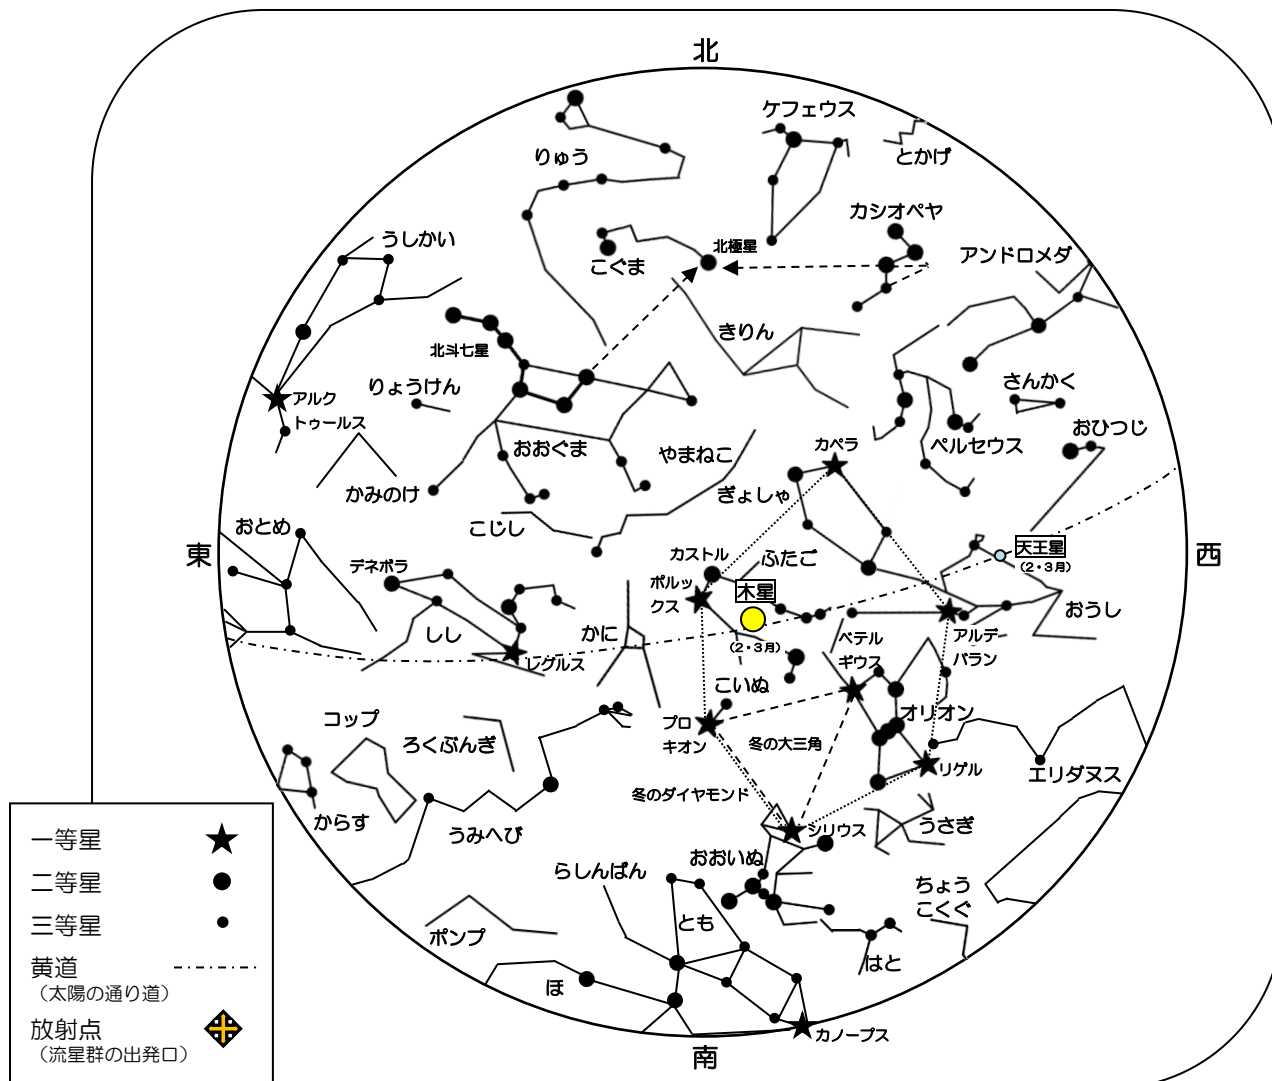 北
ケフェウス
とかげ
りゅう
カシオペヤ
うしかい
北極星
こぐま
アンドロメダ
きりん
北斗七星
りょうけん
さんかく
アルク
トゥールス
おひつじ
ペルセウス
カペラ
おおぐま
やまねこ
かみのけ
ぎょしゃ
こじし
おとめ
東
西
カストル
ふたご
天王星
(2・3月)
デネボラ
ポルッ
クス
木星
(2・3月)
おうし
しし
かに
ベテル
ギウス
アルデ
バラン
レグルス
こいぬ
オリオン
コップ
ろくぶんぎ
プロ
キオン
冬の大三角
リゲル
エリダヌス
冬のダイヤモンド
からす
うみへび
シリウス
うさぎ
おおいぬ
らしんばん
ちょう
こくぐ
とも
ポンプ
はと
ほ
カノープス
南
一等星
二等星
三等星
黄道
(太陽の通り道)
放射点
(流星群の出発口)